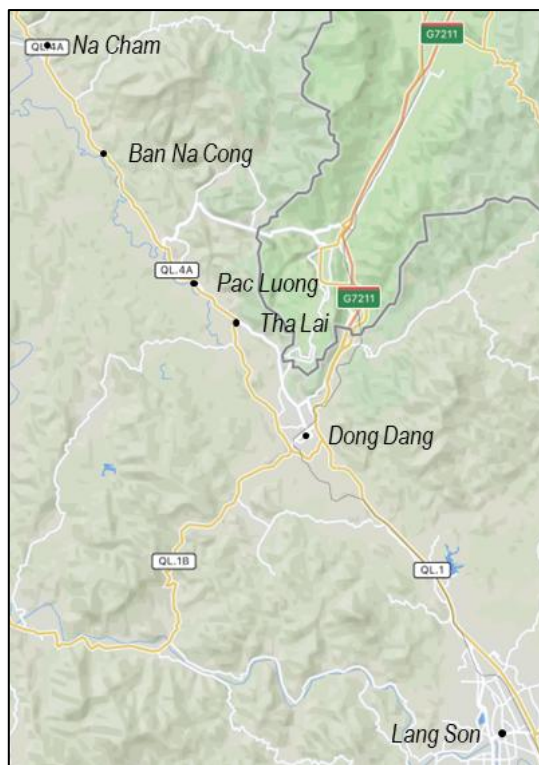 G7211
QL.4A
Na Cham
Ban Na Cong
QL.4A
Pac Luong
G7211
Tha Lai
Dong Dang
QL.1B
QL.1
Lang Son